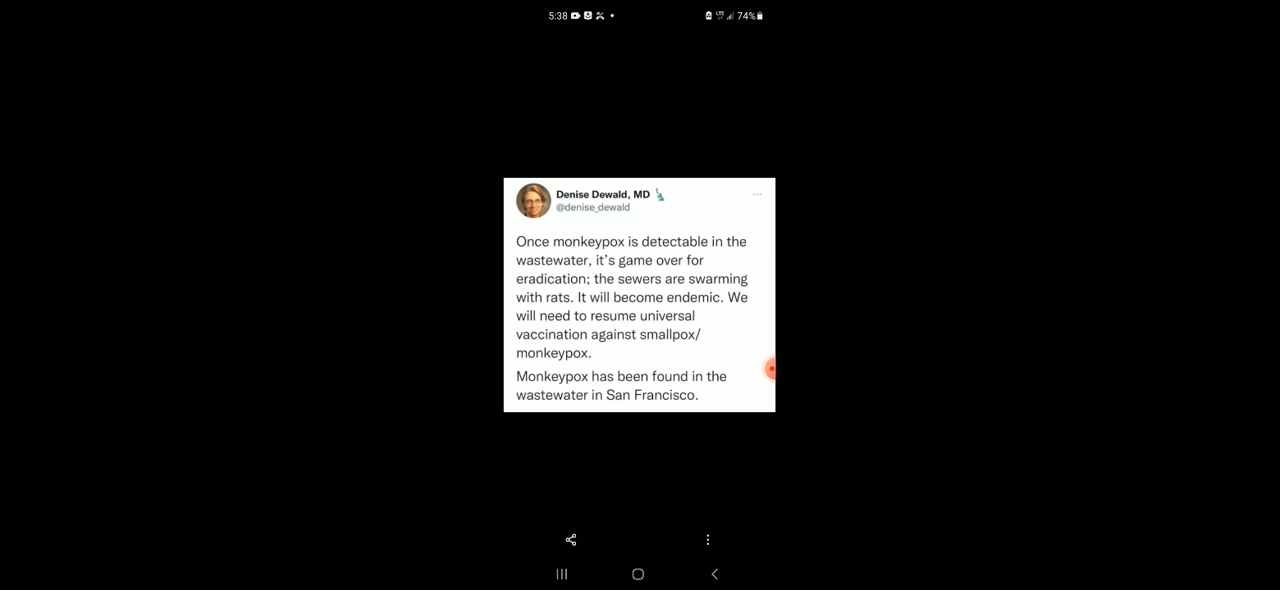 5:38
LTE 74%
Denise Dewald, MD
@denise_dewald
Once monkeypox is detectable in the
wastewater, it's game over for
eradication; the sewers are swarming
with rats. It will become endemic. We
will need to resume universal
vaccination against smallpox/
monkeypox.
Monkeypox has been found in the
wastewater in San Francisco.